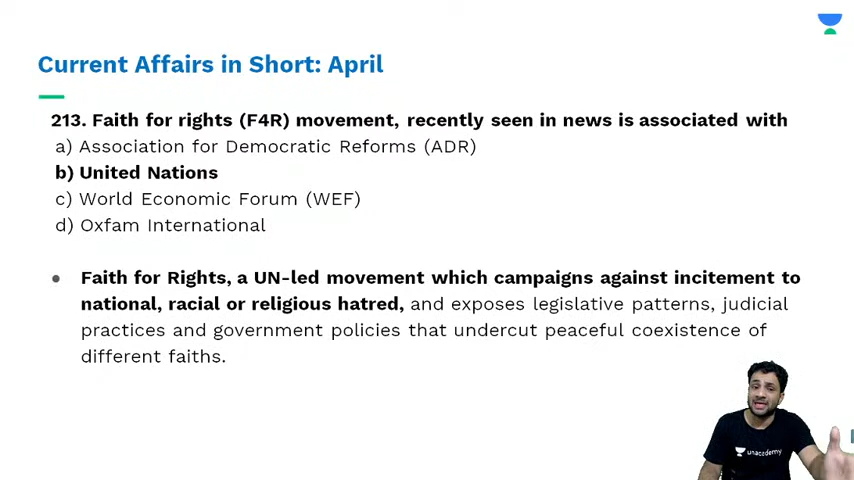 Current Affairs in Short: April
213. Faith for rights (F4R) movement, recently seen in news is associated with
a) Association for Democratic Reforms (ADR)
b) United Nations
c) World Economic Forum (WEF)
d) Oxfam International
● Faith for Rights, a UN-led movement which campaigns against incitement to
national, racial or religious hatred, and exposes legislative patterns, judicial
practices and government policies that undercut peaceful coexistence of
different faiths.
unacademy